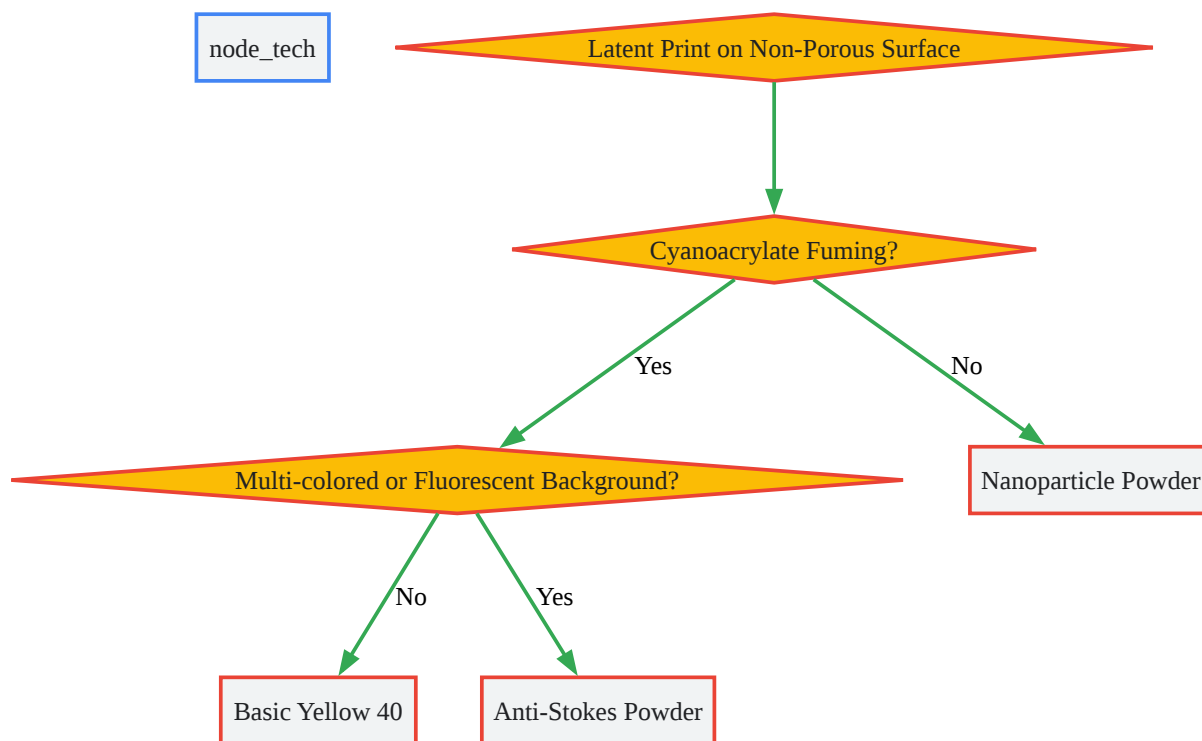 node_tech
Latent Print on Non-Porous Surface
Cyanoacrylate Fuming?
Yes
No
Multi-colored or Fluorescent Background?
Nanoparticle Powder
No
Yes
Basic Yellow 40
Anti-Stokes Powder